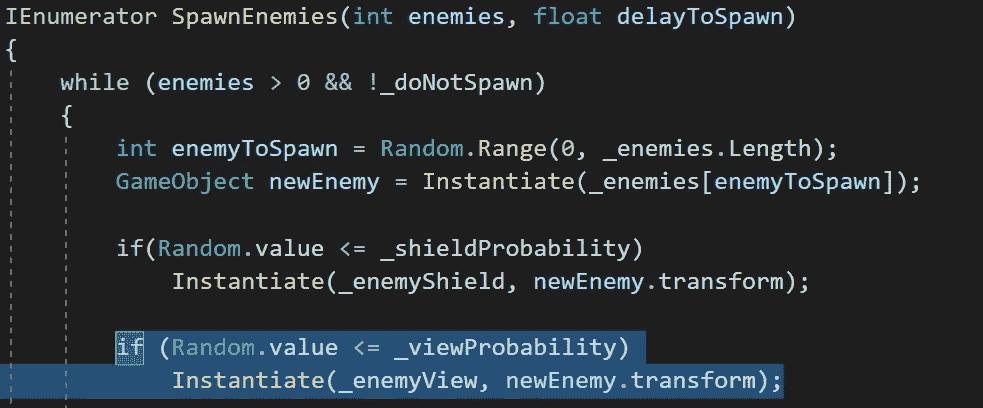 IEnumerator SpawnEnemies(int enemies, float delayToSpawn)
{
while (enemies > 0 && !_doNotSpawn)
{
int enemyToSpawn = Random.Range(0, _enemies.Length);
GameObject newEnemy = Instantiate(_enemies[enemyToSpawn]);
if(Random.value <= _shieldProbability)
Instantiate(_enemyShield, newEnemy.transform);
if (Random.value <= _viewProbability)
Instantiate(_enemyView, newEnemy.transform);